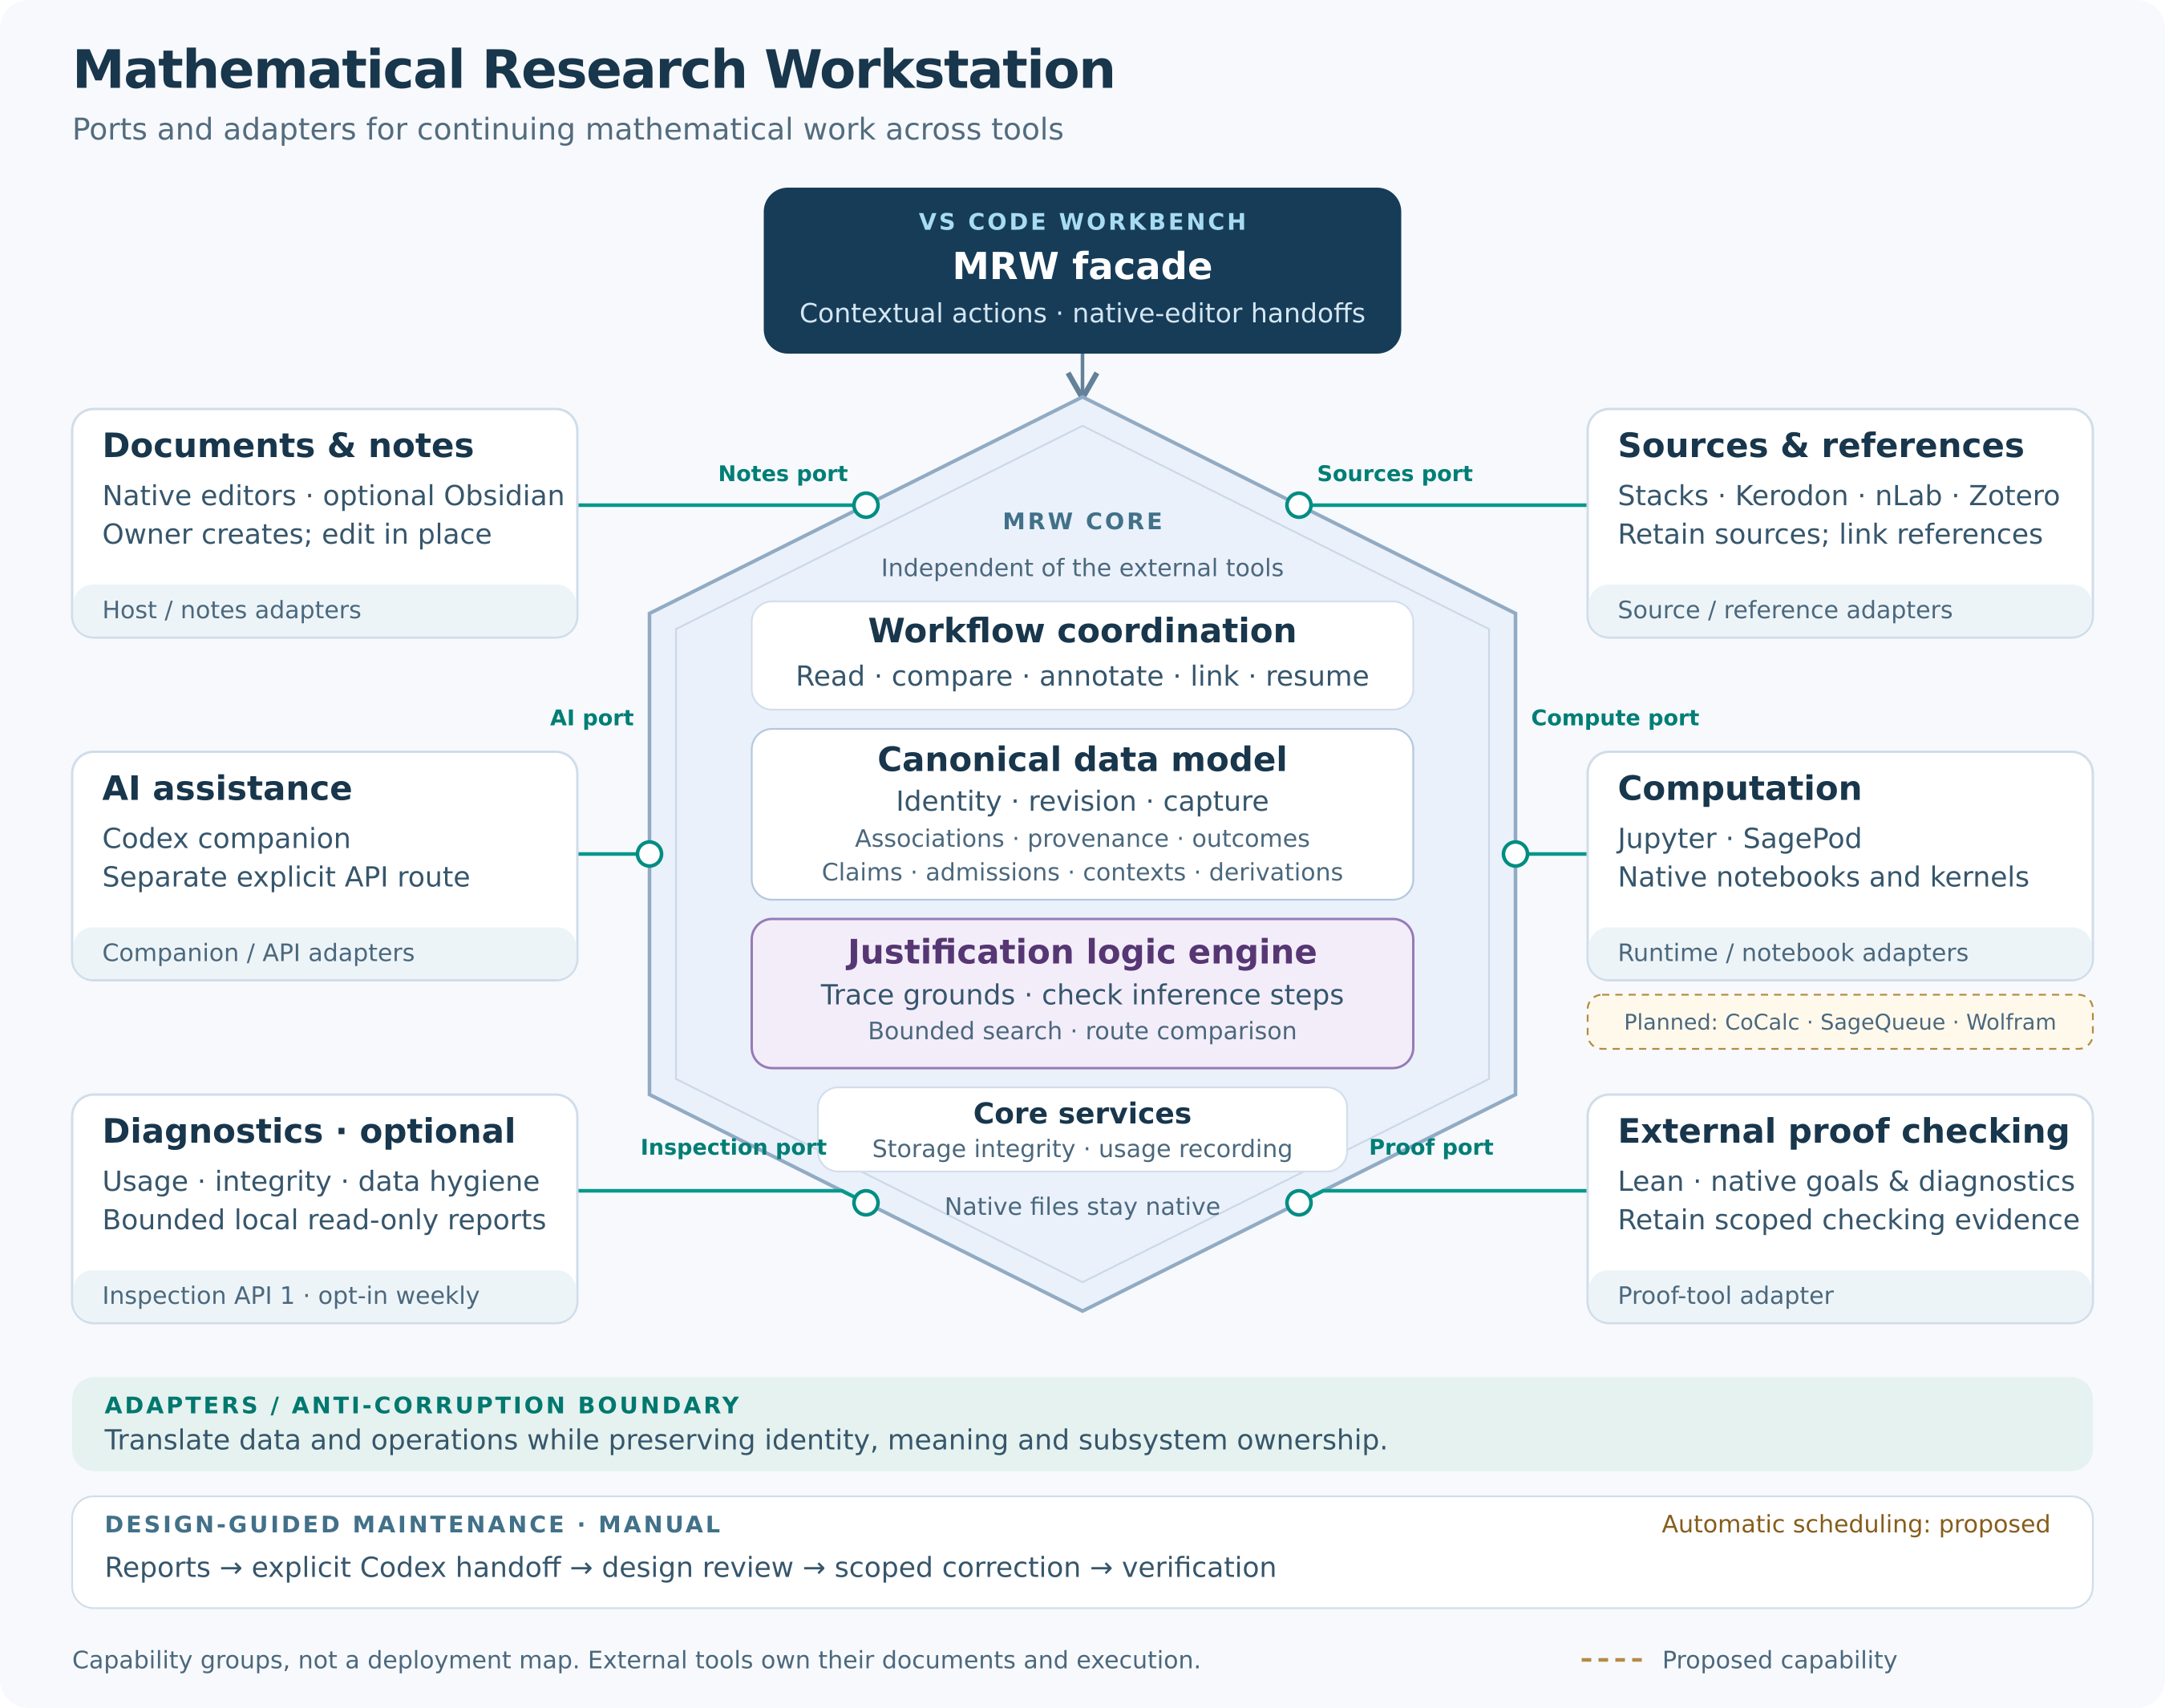 Mathematical Research Workstation
Ports and adapters for continuing mathematical work across tools
VS CODE WORKBENCH
MRW facade
Contextual actions · native-editor handoffs
Documents & notes
Native editors · optional Obsidian
Owner creates; edit in place
Host / notes adapters
Notes port
Sources port
Sources & references
Stacks · Kerodon · nLab · Zotero
Retain sources; link references
Source / reference adapters
MRW CORE
Independent of the external tools
Workflow coordination
Read · compare · annotate · link · resume
AI port
Compute port
AI assistance
Codex companion
Separate explicit API route
Companion / API adapters
Canonical data model
Identity · revision · capture
Associations · provenance · outcomes
Claims · admissions · contexts · derivations
Computation
Jupyter · SagePod
Native notebooks and kernels
Runtime / notebook adapters
Planned: CoCalc · SageQueue · Wolfram
Justification logic engine
Trace grounds · check inference steps
Bounded search · route comparison
Diagnostics · optional
Usage · integrity · data hygiene
Bounded local read-only reports
Inspection API 1 · opt-in weekly
Inspection port
Core services
Storage integrity · usage recording
Native files stay native
Proof port
External proof checking
Lean · native goals & diagnostics
Retain scoped checking evidence
Proof-tool adapter
ADAPTERS / ANTI-CORRUPTION BOUNDARY
Translate data and operations while preserving identity, meaning and subsystem ownership.
DESIGN-GUIDED MAINTENANCE · MANUAL
Automatic scheduling: proposed
Reports → explicit Codex handoff → design review → scoped correction → verification
Capability groups, not a deployment map. External tools own their documents and execution.
Proposed capability